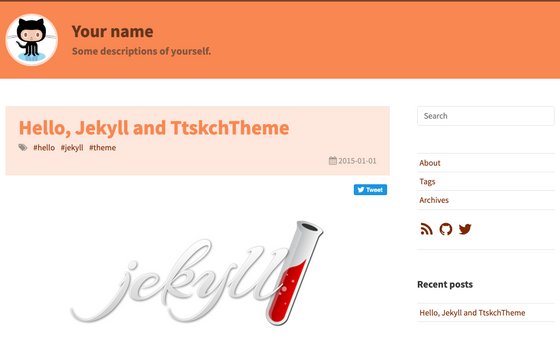 Your name
Some descriptions of yourself.
Hello, Jekyll and TtskchTheme
#hello #jekyll #theme
2015-01-01
Tweet
jekyll
Search
About
Tags
Archives
Recent posts
Hello, Jekyll and TtskchTheme